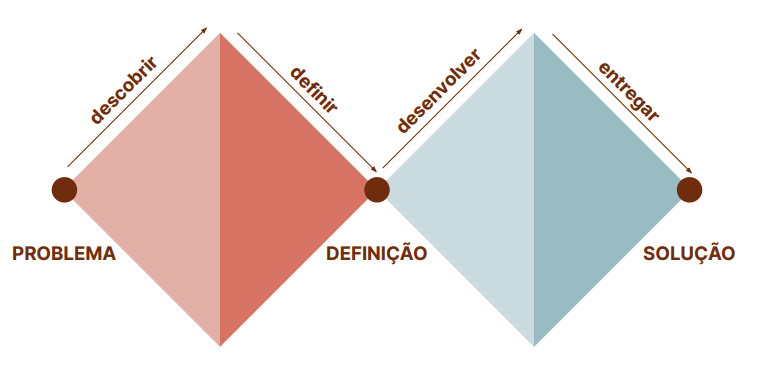 descobrir
definir
desenvolver
entregar
PROBLEMA
DEFINIÇÃO
SOLUÇÃO